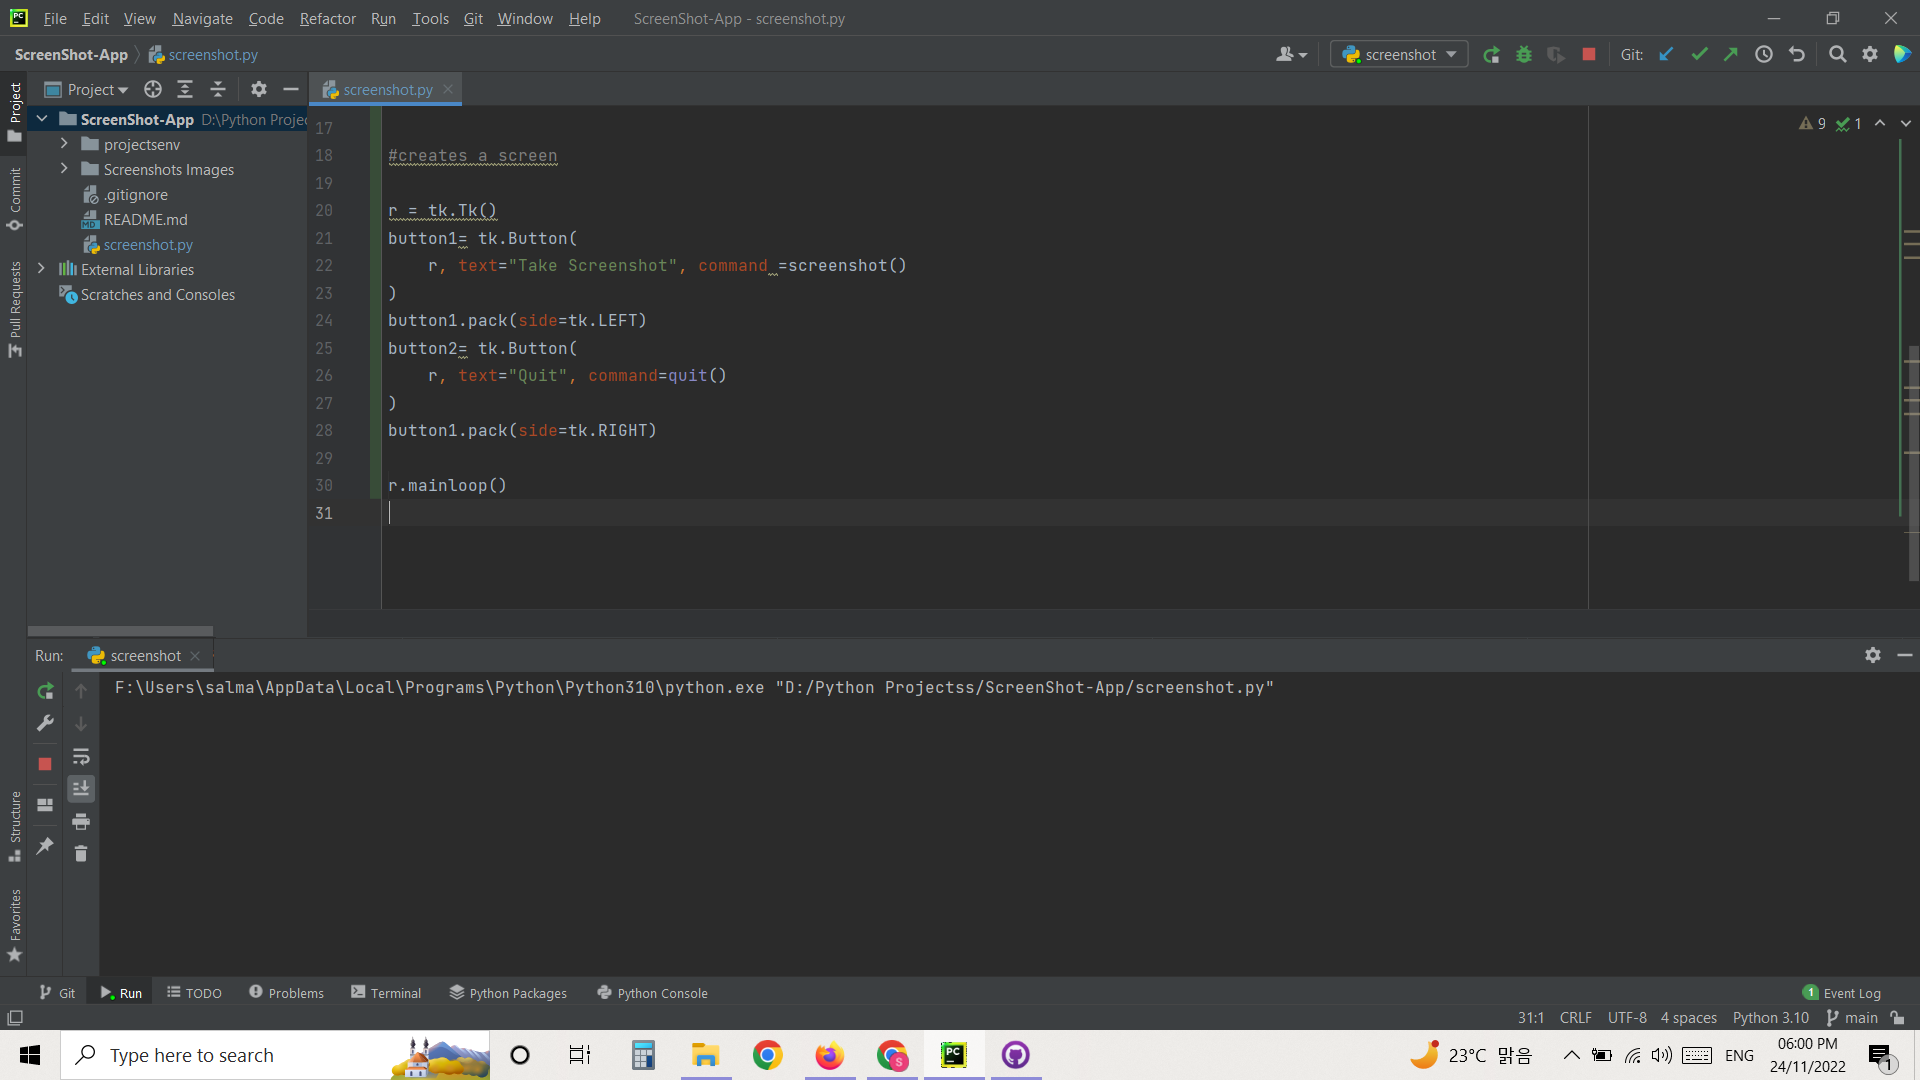 File Edit View Navigate Code Refactor Run Tools Git Window Help ScreenShot-App - screenshot.py
ScreenShot-App screenshot.py screenshot Git:
Project screenshot.py
Project
Commit
Pull Requests
Structure
Favorites
ScreenShot-App D:\Python Projec
projectsenv
Screenshots Images
.gitignore
README.md
screenshot.py
External Libraries
Scratches and Consoles
9 1
17
18 #creates a screen
19
20 r = tk.Tk()
21 button1= tk.Button(
22 r, text="Take Screenshot", command =screenshot()
23 )
24 button1.pack(side=tk.LEFT)
25 button2= tk.Button(
26 r, text="Quit", command=quit()
27 )
28 button1.pack(side=tk.RIGHT)
29
30 r.mainloop()
31
Run: screenshot
F:\Users\salma\AppData\Local\Programs\Python\Python310\python.exe "D:/Python Projectss/ScreenShot-App/screenshot.py"
Git Run TODO Problems Terminal Python Packages Python Console 1 Event Log
31:1 CRLF UTF-8 4 spaces Python 3.10 main
Type here to search 23°C 맑음 ENG 06:00 PM
24/11/2022 1